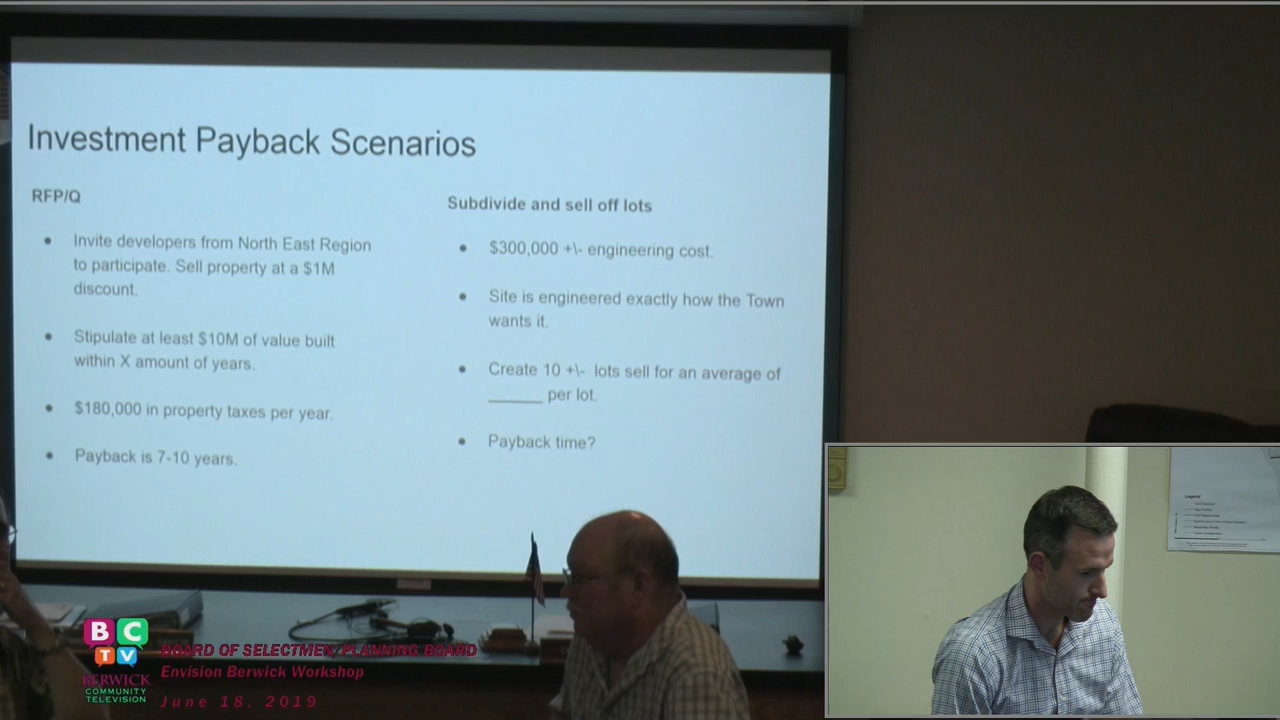 Investment Payback Scenarios
RFP/Q
Invite developers from North East Region
to participate. Sell property at a $1M
discount.
Stipulate at least $10M of value built
within X amount of years.
$180,000 in property taxes per year.
Payback is 7-10 years.
Subdivide and sell off lots
$300,000 +\- engineering cost.
Site is engineered exactly how the Town
wants it.
Create 10 +\- lots sell for an average of
______ per lot.
Payback time?
Legend
BC
TV
BERWICK
COMMUNITY
TELEVISION
BOARD OF SELECTMEN/PLANNING BOARD
Envision Berwick Workshop
June 18, 2019